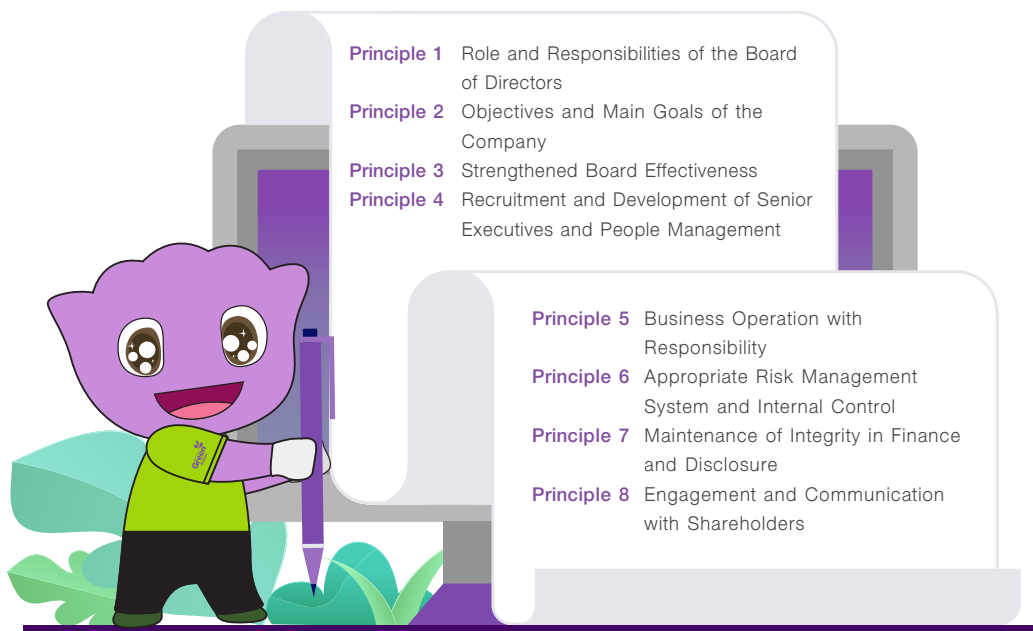 Principle 1 Role and Responsibilities of the Board
of Directors
Principle 2 Objectives and Main Goals of the
Company
Principle 3 Strengthened Board Effectiveness
Principle 4 Recruitment and Development of Senior
Executives and People Management
Principle 5 Business Operation with
Responsibility
Principle 6 Appropriate Risk Management
System and Internal Control
Principle 7 Maintenance of Integrity in Finance
and Disclosure
Principle 8 Engagement and Communication
with Shareholders
Green